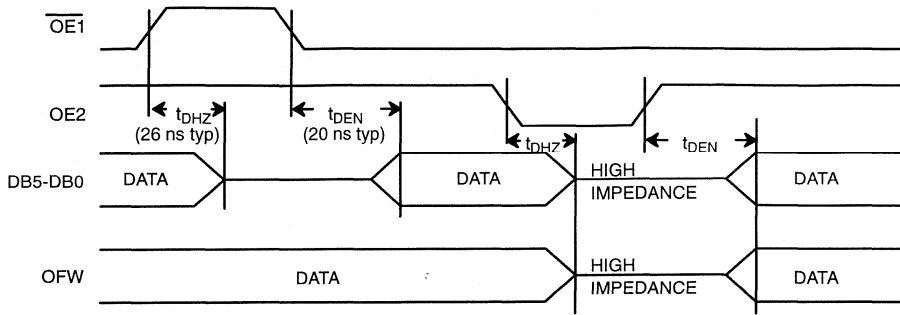 OE1
OE2
tDHZ
(26 ns typ)
tDEN
(20 ns typ)
tDHZ
tDEN
DB5-DB0
DATA
DATA
HIGH
IMPEDANCE
DATA
OFW
DATA
HIGH
IMPEDANCE
DATA